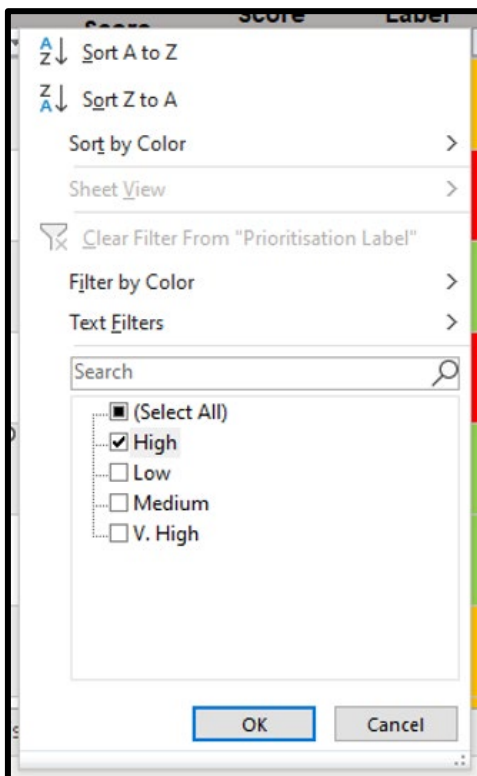 Score Score Label
Sort A to Z
Sort Z to A
Sort by Color
Sheet View
Clear Filter From "Prioritisation Label"
Filter by Color
Text Filters
Search
(Select All)
High
Low
Medium
V. High
OK Cancel